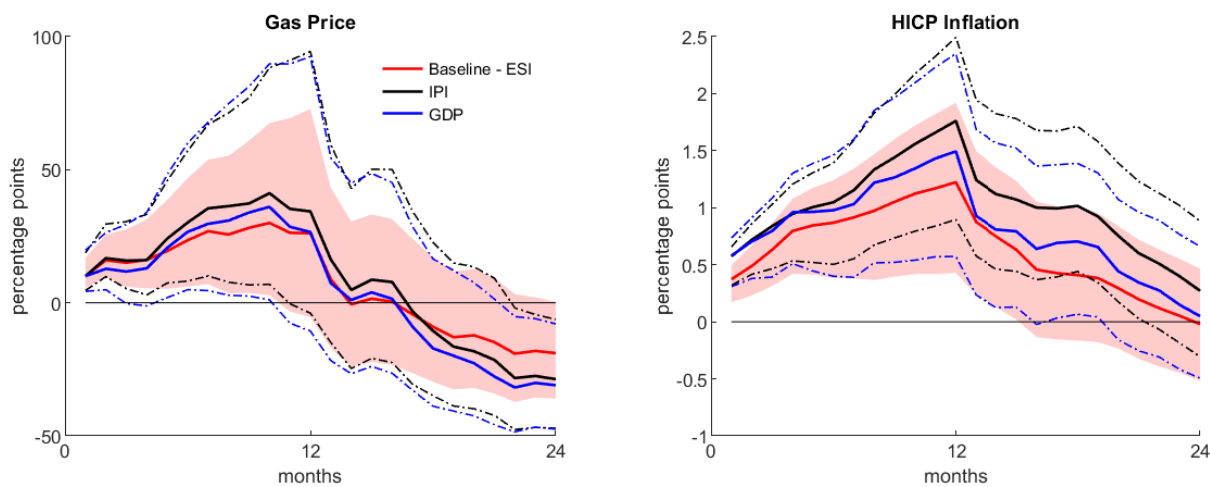 Gas Price
100
50
0
-50
0
12
24
percentage points
months
Baseline - ESI
IPI
GDP
HICP Inflation
2.5
2
1.5
1
0.5
0
-0.5
-1
0
12
24
percentage points
months